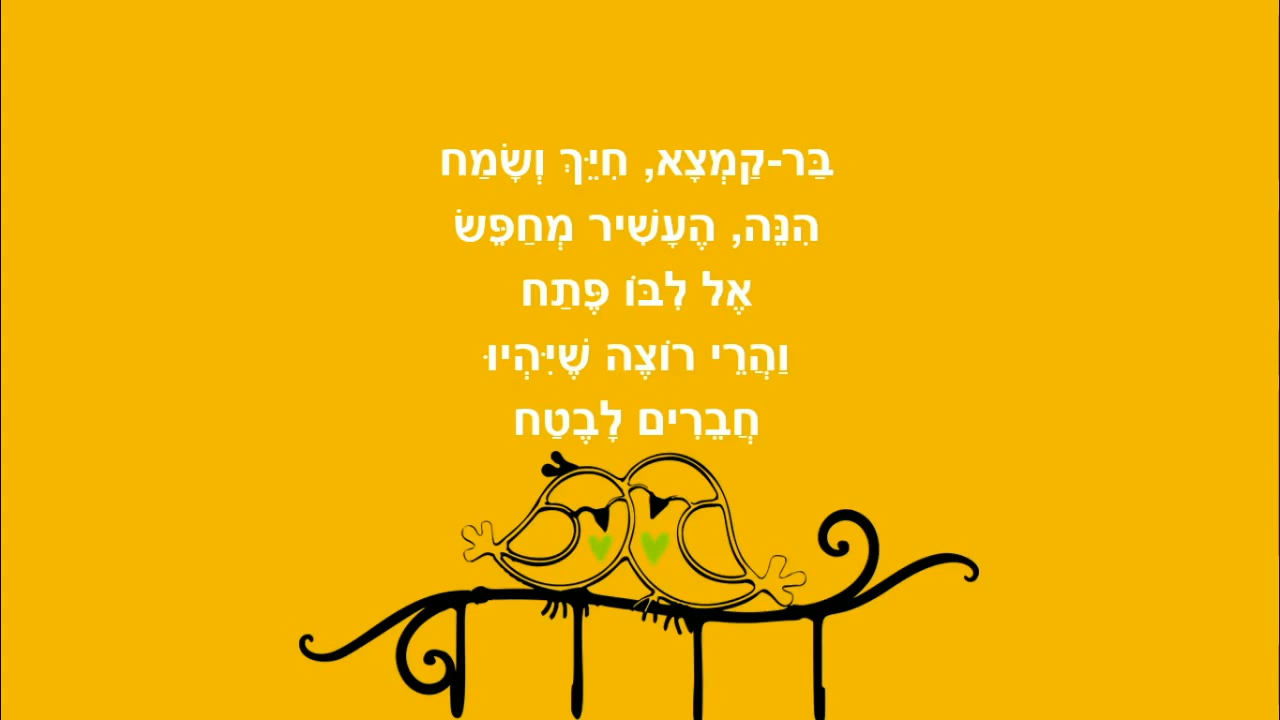 בַּר-קַמְצָא, חִיֵּךְ וְשָׂמַח
הִנֵּה, הֶעָשִׁיר מְחַפֵּשׂ
אֶל לִבּוֹ פֶּתַח
וַהֲרֵי רוֹצֶה שֶׁיִּהְיוּ
חֲבֵרִים לָבֶטַח